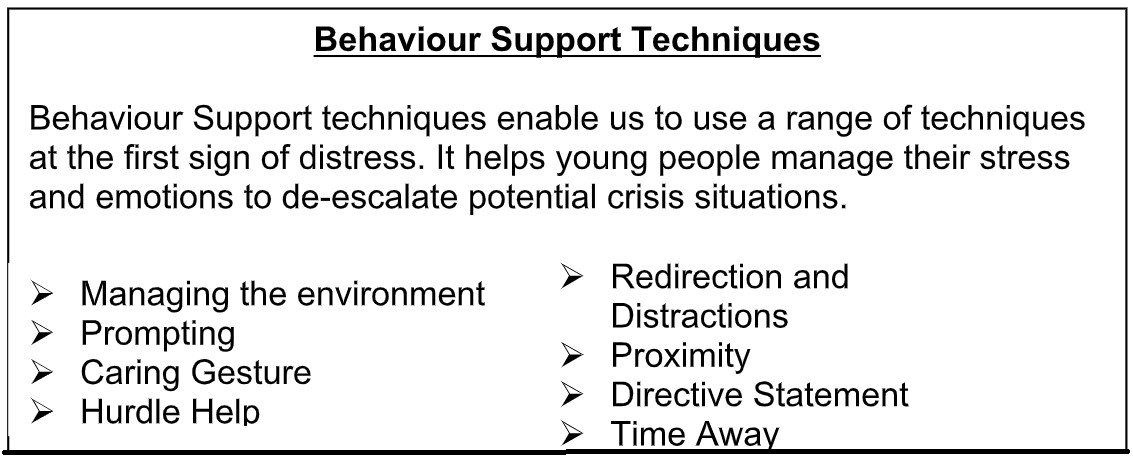 Behaviour Support Techniques
Behaviour Support techniques enable us to use a range of techniques
at the first sign of distress. It helps young people manage their stress
and emotions to de-escalate potential crisis situations.
➢ Managing the environment
➢ Prompting
➢ Caring Gesture
➢ Hurdle Help
➢ Redirection and
Distractions
➢ Proximity
➢ Directive Statement
➢ Time Away